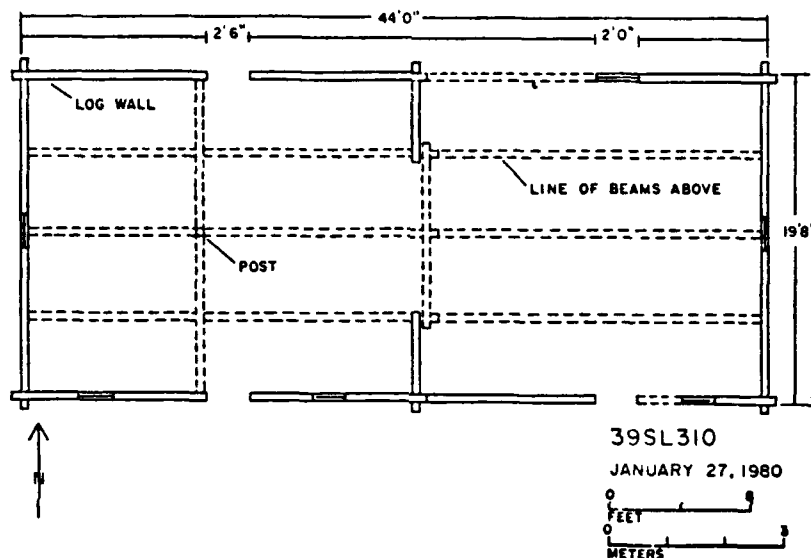 44'0"
2'6"
2'0"
LOG WALL
LINE OF BEAMS ABOVE
19'8"
POST
39SL310
N
JANUARY 27, 1980
0 8
FEET
0 3
METERS